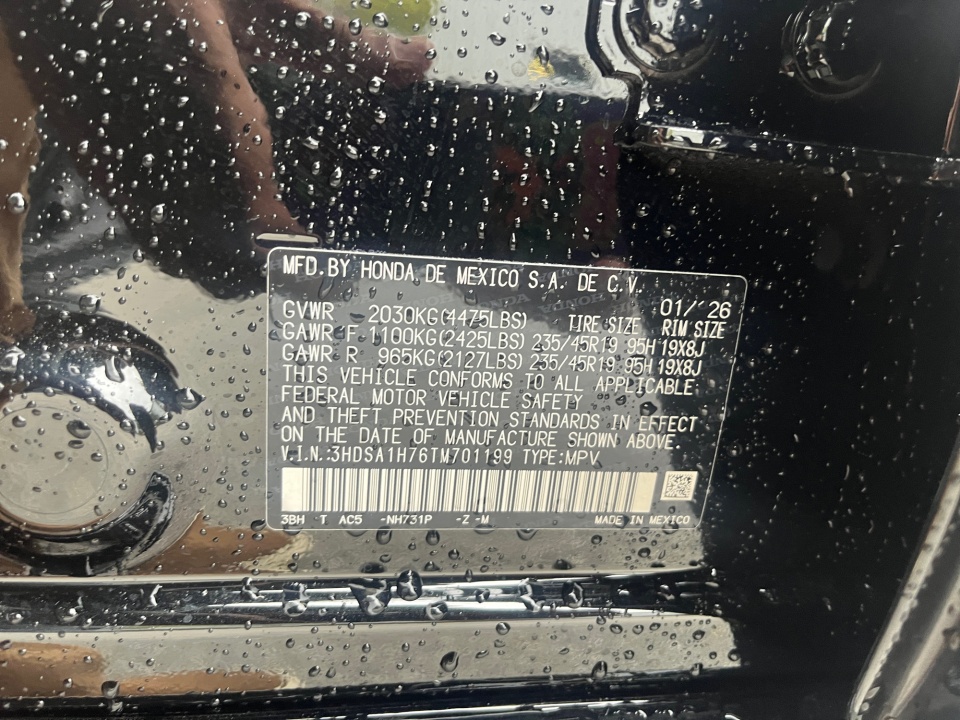 MFD. BY HONDA DE MEXICO S.A. DE C.V.
01/'26
GVWR 2030KG(4475LBS) TIRE SIZE RIM SIZE
GAWR F 1100KG(2425LBS) 235/45R19 95H 19X8J
GAWR R 965KG(2127LBS) 235/45R19 95H 19X8J
THIS VEHICLE CONFORMS TO ALL APPLICABLE
FEDERAL MOTOR VEHICLE SAFETY
AND THEFT PREVENTION STANDARDS IN EFFECT
ON THE DATE OF MANUFACTURE SHOWN ABOVE.
V.I.N.:3HDSA1H76TM701199 TYPE:MPV
3BH T AC5 -NH731P -Z -M MADE IN MEXICO